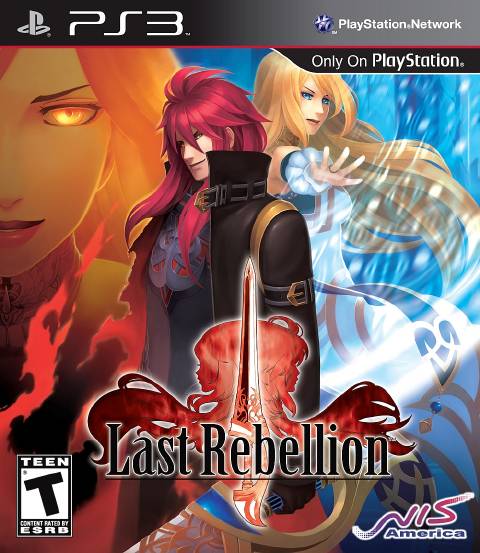 PS3
PlayStation®Network
Only On PlayStation®
Last Rebellion
TEEN
T
CONTENT RATED BY
ESRB
NIS
America